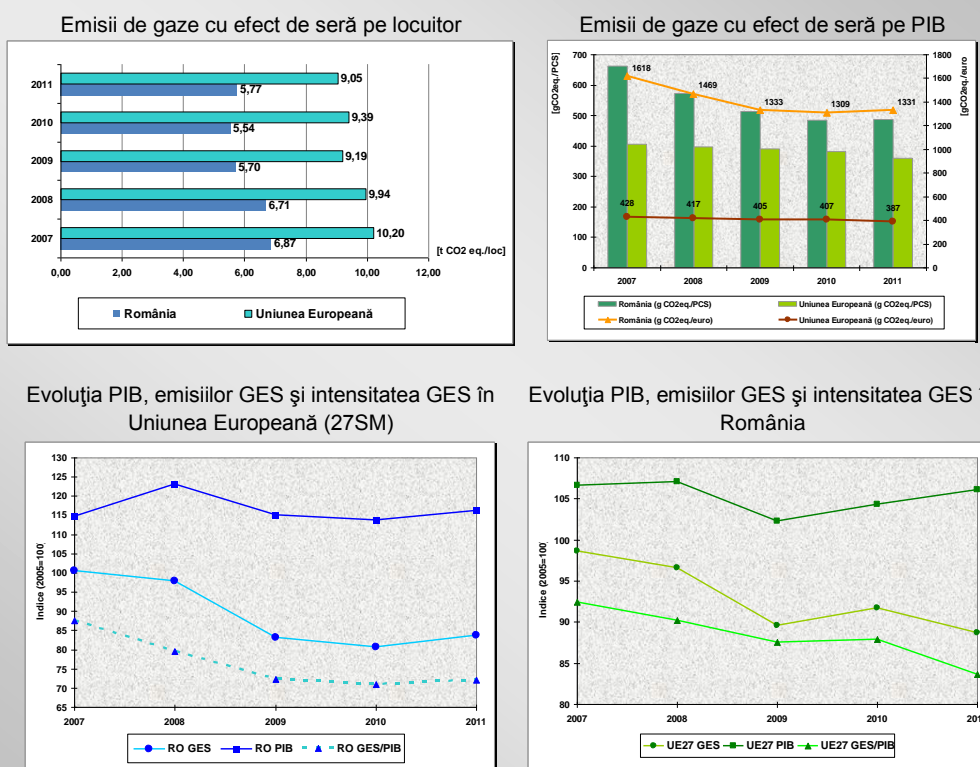 Emisii de gaze cu efect de seră pe locuitor
2011
9,05
5,77
2010
9,39
5,54
2009
9,19
5,70
2008
9,94
6,71
2007
10,20
6,87
[t CO2 eq./loc]
0,00 2,00 4,00 6,00 8,00 10,00 12,00
România Uniunea Europeană
Emisii de gaze cu efect de seră pe PIB
[gCO2eq./PCS]
700
600
500
400
300
200
100
0
1618 1469 1333 1309 1331
428 417 405 407 387
1800
1600
1400
1200
1000
800
600
400
200
0
[gCO2eq./euro
2007 2008 2009 2010 2011
România (g CO2eq./PCS) Uniunea Europeană (g CO2eq./PCS)
România (g CO2eq./euro) Uniunea Europeană (g CO2eq./euro)
Evoluţia PIB, emisiilor GES şi intensitatea GES în
Uniunea Europeană (27SM)
Indice (2005=100)
130
125
120
115
110
105
100
95
90
85
80
75
70
65
2007 2008 2009 2010 2011
RO GES RO PIB RO GES/PIB
Evoluţia PIB, emisiilor GES şi intensitatea GES
România
Indice (2005=100)
110
105
100
95
90
85
80
2007 2008 2009 2010 201
UE27 GES UE27 PIB UE27 GES/PIB